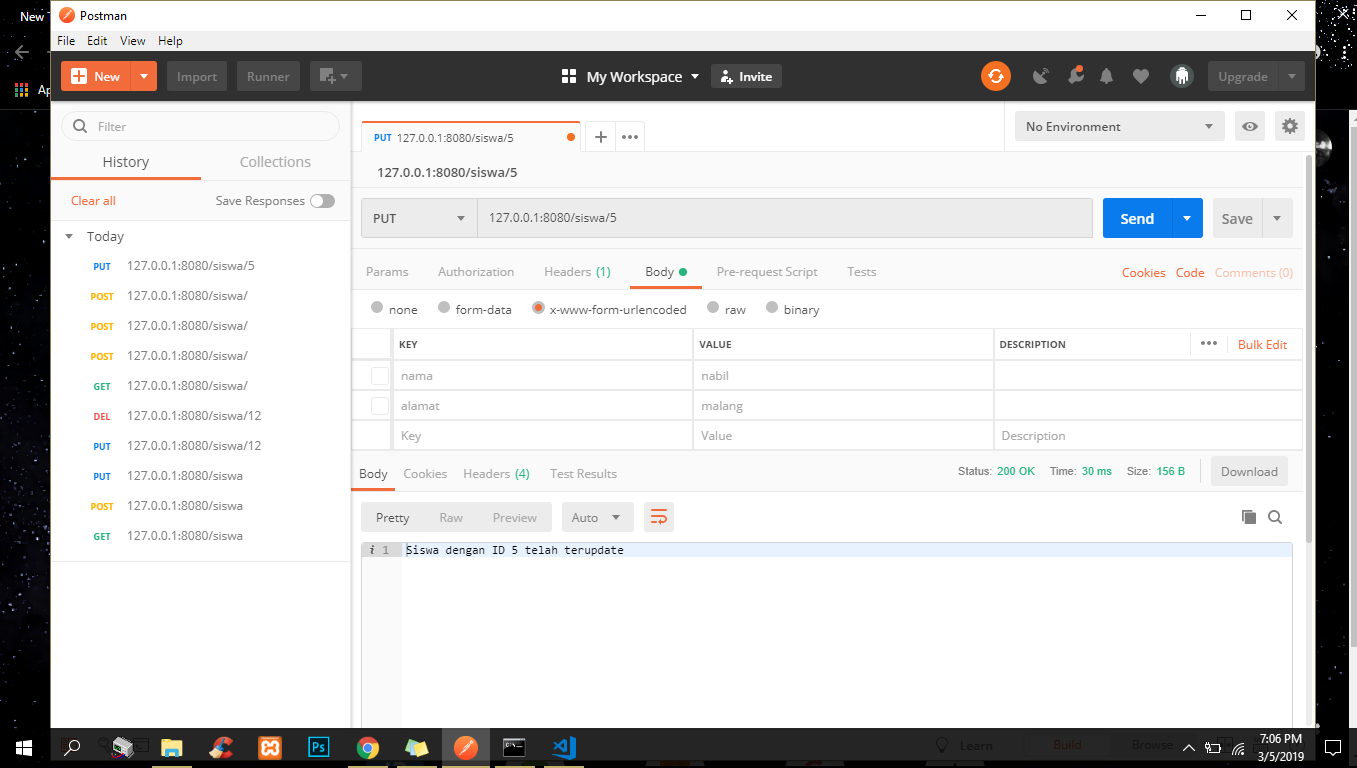 New
Postman
File Edit View Help
Ap
New Import Runner My Workspace Invite Upgrade
Filter
History Collections
Clear all Save Responses
Today
PUT 127.0.0.1:8080/siswa/5
POST 127.0.0.1:8080/siswa/
POST 127.0.0.1:8080/siswa/
POST 127.0.0.1:8080/siswa/
GET 127.0.0.1:8080/siswa/
DEL 127.0.0.1:8080/siswa/12
PUT 127.0.0.1:8080/siswa/12
PUT 127.0.0.1:8080/siswa
POST 127.0.0.1:8080/siswa
GET 127.0.0.1:8080/siswa
PUT 127.0.0.1:8080/siswa/5
No Environment
127.0.0.1:8080/siswa/5
PUT 127.0.0.1:8080/siswa/5 Send Save
Params Authorization Headers (1) Body Pre-request Script Tests Cookies Code Comments (0)
none form-data x-www-form-urlencoded raw binary
KEY VALUE DESCRIPTION Bulk Edit
nama nabil
alamat malang
Key Value Description
Body Cookies Headers (4) Test Results Status: 200 OK Time: 30 ms Size: 156 B Download
Pretty Raw Preview Auto
i 1 Siswa dengan ID 5 telah terupdate
Learn Build Browse
Ps
7:06 PM
3/5/2019